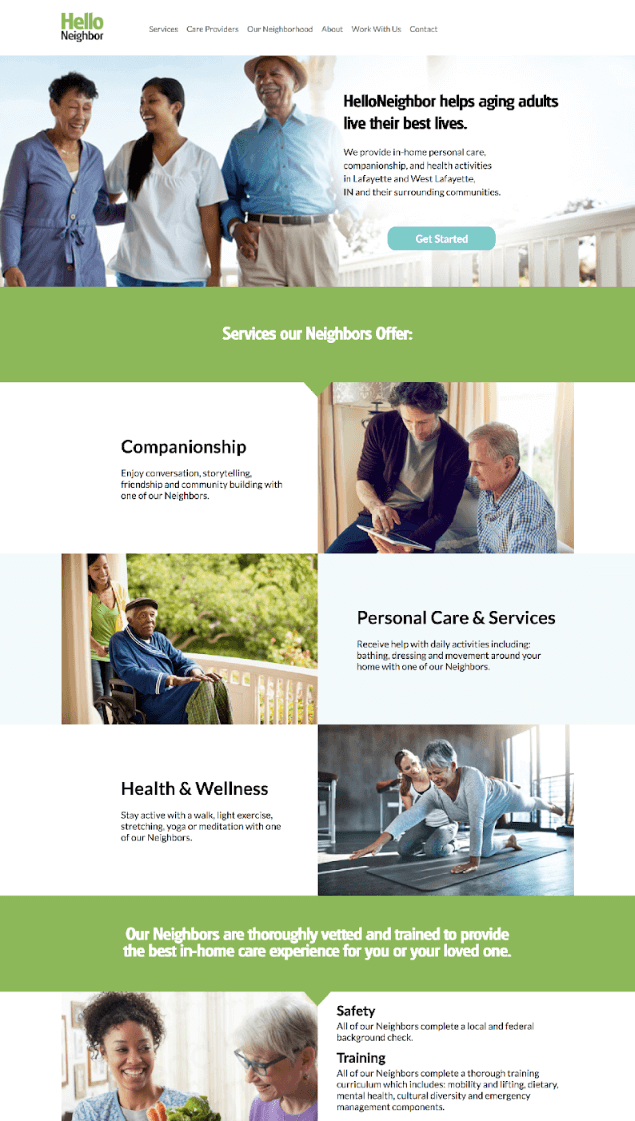 Hello
Neighbor
Services Care Providers Our Neighborhood About Work With Us Contact
HelloNeighbor helps aging adults
live their best lives.
We provide in-home personal care,
companionship, and health activities
in Lafayette and West Lafayette,
IN and their surrounding communities.
Get Started
Services our Neighbors Offer:
Companionship
Enjoy conversation, storytelling,
friendship and community building with
one of our Neighbors.
Personal Care & Services
Receive help with daily activities including:
bathing, dressing and movement around your
home with one of our Neighbors.
Health & Wellness
Stay active with a walk, light exercise,
stretching, yoga or meditation with one
of our Neighbors.
Our Neighbors are thoroughly vetted and trained to provide
the best in-home care experience for you or your loved one.
Safety
All of our Neighbors complete a local and federal
background check.
Training
All of our Neighbors complete a thorough training
curriculum which includes: mobility and lifting, dietary,
mental health, cultural diversity and emergency
management components.